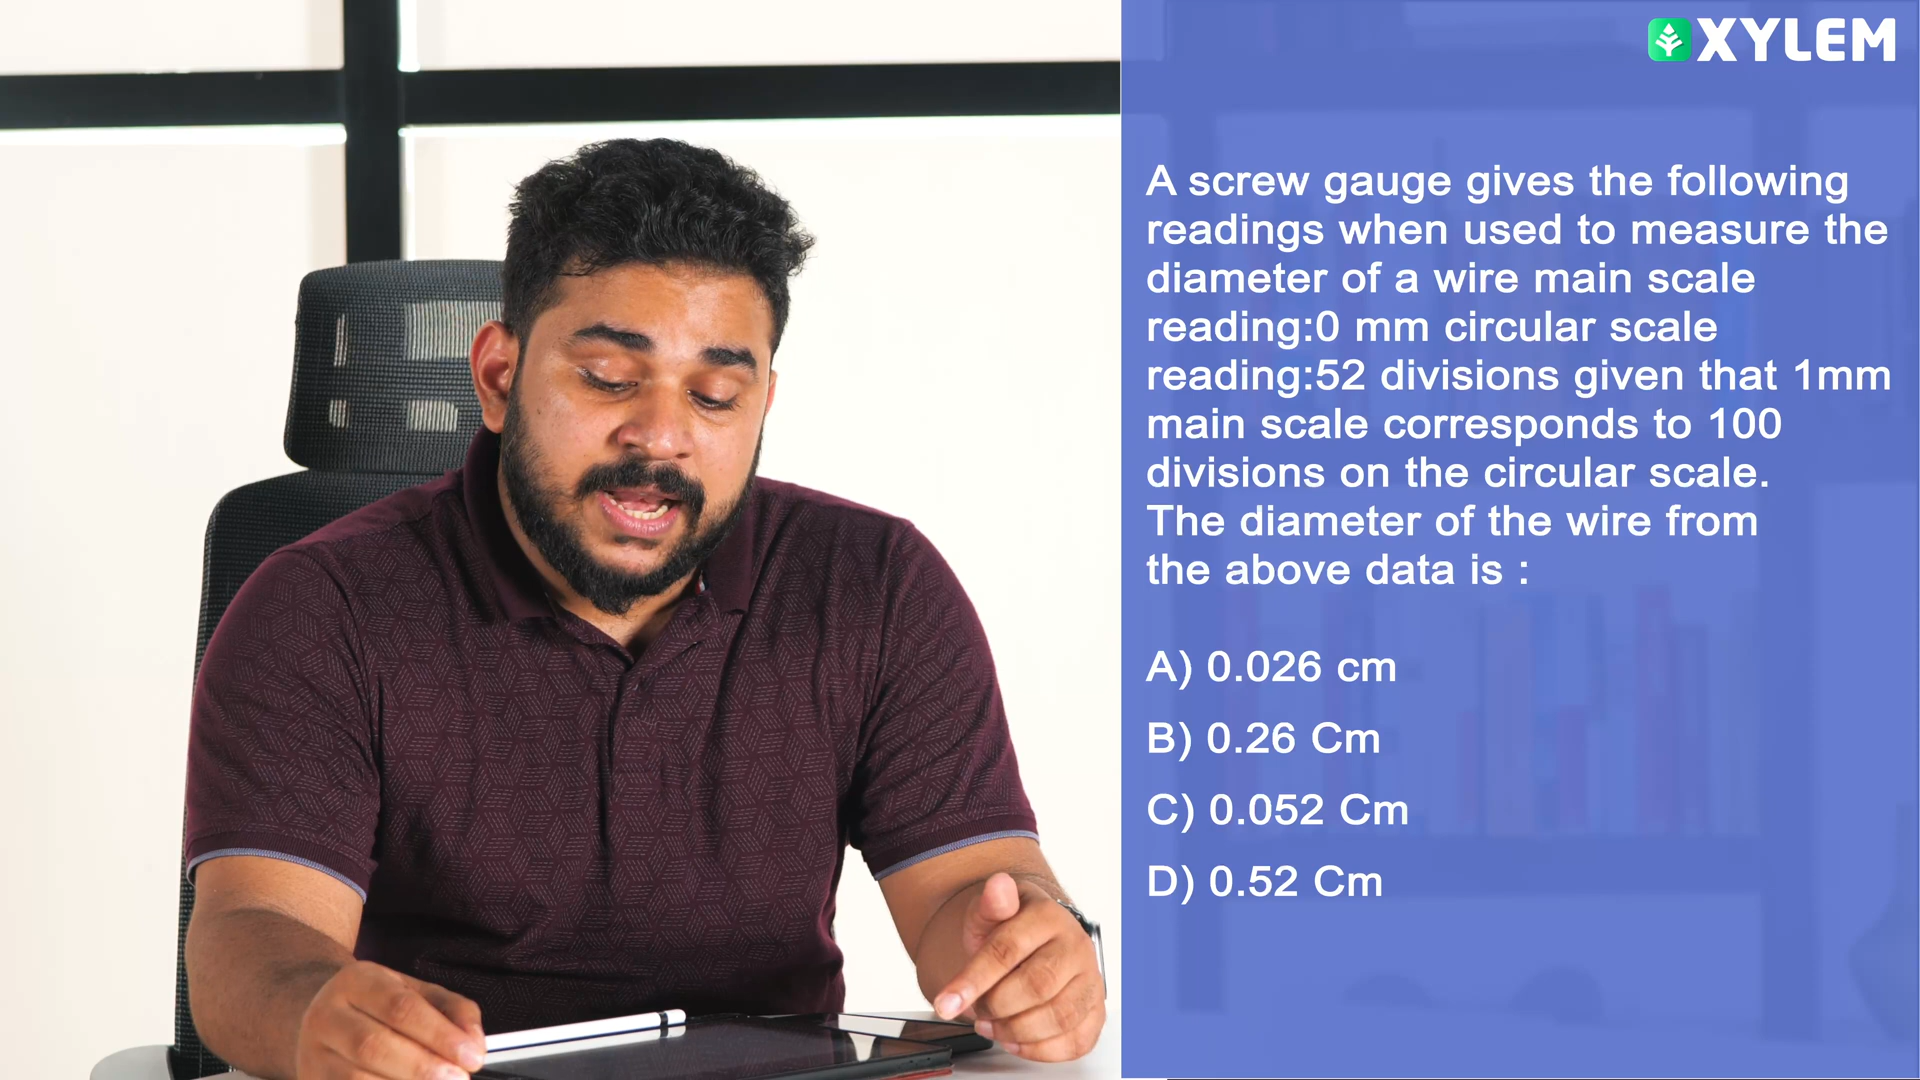 XYLEM
A screw gauge gives the following
readings when used to measure the
diameter of a wire main scale
reading:0 mm circular scale
reading:52 divisions given that 1mm
main scale corresponds to 100
divisions on the circular scale.
The diameter of the wire from
the above data is :
A) 0.026 cm
B) 0.26 Cm
C) 0.052 Cm
D) 0.52 Cm